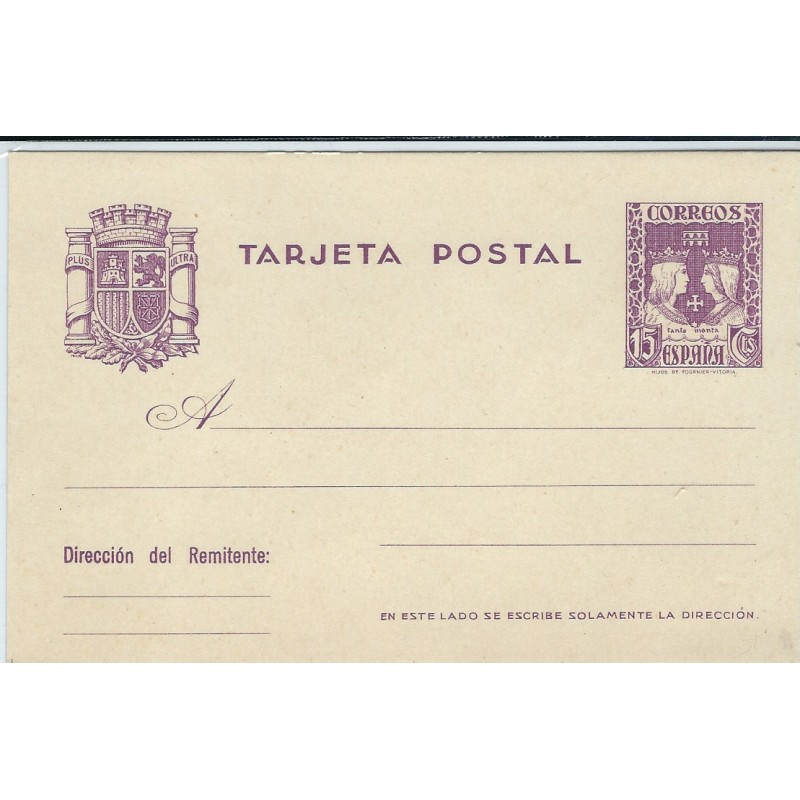 PLUS ULTRA
TARJETA POSTAL
CORREOS
tanto monta
15 ESPAÑA CTS
HIJOS DE FOURNIER-VITORIA
A
Dirección del Remitente:
EN ESTE LADO SE ESCRIBE SOLAMENTE LA DIRECCIÓN.